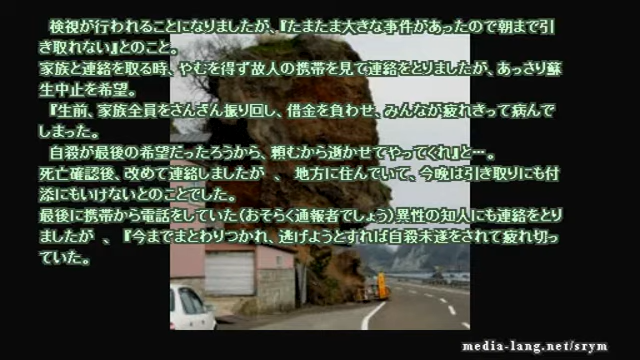 検視が行われることになりましたが、『たまたま大きな事件があったので朝まで引
き取れない』とのこと。
家族と連絡を取る時、やむを得ず故人の携帯を見て連絡をとりましたが、あっさり蘇
生中止を希望。
『生前、家族全員をさんざん振り回し、借金を負わせ、みんなが疲れきって病んで
しまった。
自殺が最後の希望だったろうから、頼むから逝かせてやってくれ』と…。
死亡確認後、改めて連絡しましたが 、 地方に住んでいて、今晩は引き取りにも付
添にもいけないとのことでした。
最後に携帯から電話をしていた（おそらく通報者でしょう）異性の知人にも連絡をとり
ましたが 、 『今までまとわりつかれ、逃げようとすれば自殺未遂をされて疲れ切っ
ていた。
media-lang.net/srym